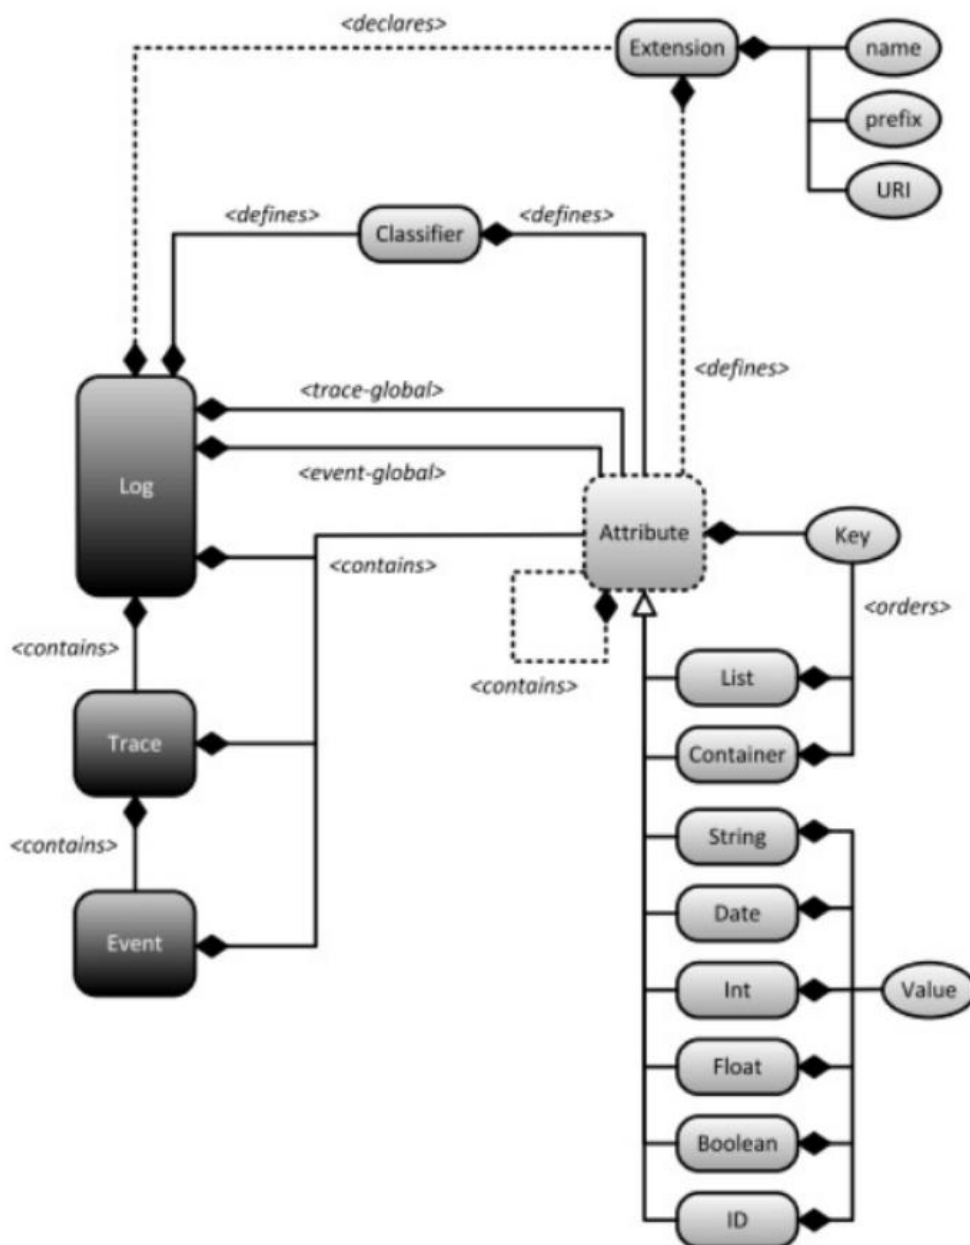 <declares>
Extension
name
prefix
URI
<defines>
Classifier
<defines>
<defines>
<trace-global>
<event-global>
Log
Attribute
Key
<contains>
<orders>
<contains>
<contains>
List
Trace
Container
<contains>
String
Date
Event
Int
Value
Float
Boolean
ID